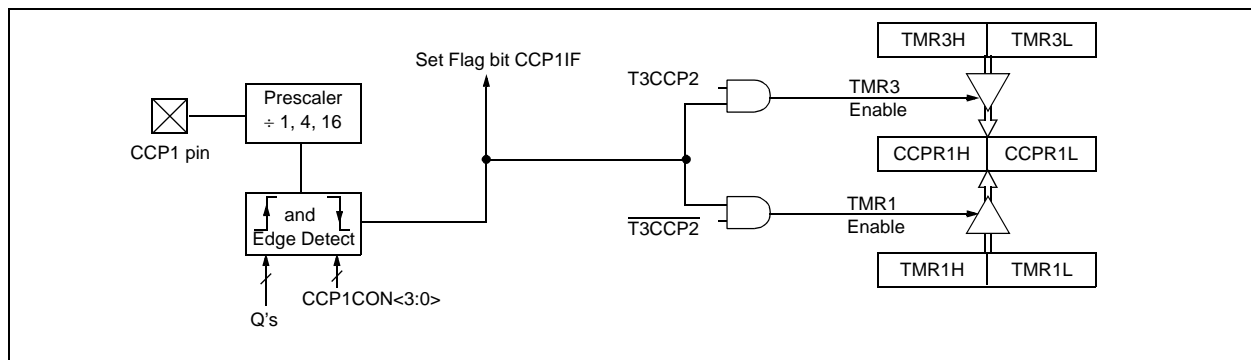 TMR3H TMR3L
Set Flag bit CCP1IF
T3CCP2
TMR3
Enable
Prescaler
÷ 1, 4, 16
CCP1 pin
CCPR1H CCPR1L
and
Edge Detect
T3CCP2
TMR1
Enable
TMR1H TMR1L
CCP1CON<3:0>
Q's